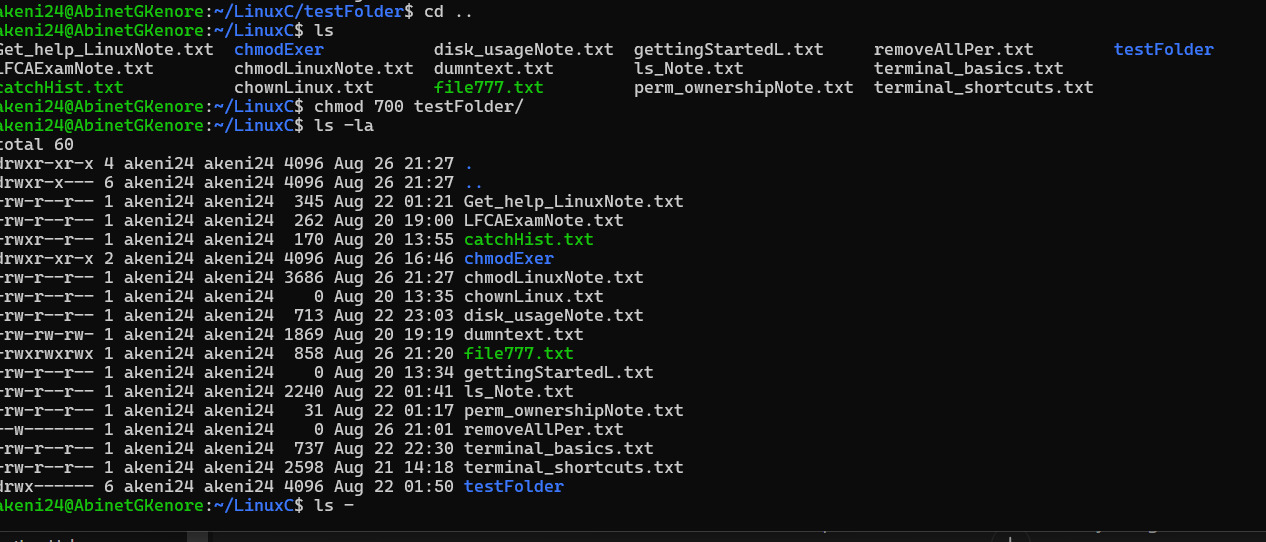 akeni24@AbinetGKenore:~/LinuxC/testFolder$ cd ..
akeni24@AbinetGKenore:~/LinuxC$ ls
Get_help_LinuxNote.txt  chmodExer           disk_usageNote.txt  gettingStartedL.txt     removeAllPer.txt        testFolder
LFCAExamNote.txt        chmodLinuxNote.txt  dumntext.txt        ls_Note.txt             terminal_basics.txt
catchHist.txt           chownLinux.txt      file777.txt         perm_ownershipNote.txt  terminal_shortcuts.txt
akeni24@AbinetGKenore:~/LinuxC$ chmod 700 testFolder/
akeni24@AbinetGKenore:~/LinuxC$ ls -la
total 60
drwxr-xr-x 4 akeni24 akeni24 4096 Aug 26 21:27 .
drwxr-x--- 6 akeni24 akeni24 4096 Aug 26 21:27 ..
-rw-r--r-- 1 akeni24 akeni24  345 Aug 22 01:21 Get_help_LinuxNote.txt
-rw-r--r-- 1 akeni24 akeni24  262 Aug 20 19:00 LFCAExamNote.txt
-rwxr--r-- 1 akeni24 akeni24  170 Aug 20 13:55 catchHist.txt
drwxr-xr-x 2 akeni24 akeni24 4096 Aug 26 16:46 chmodExer
-rw-r--r-- 1 akeni24 akeni24 3686 Aug 26 21:27 chmodLinuxNote.txt
-rw-r--r-- 1 akeni24 akeni24    0 Aug 20 13:35 chownLinux.txt
-rw-r--r-- 1 akeni24 akeni24  713 Aug 22 23:03 disk_usageNote.txt
-rw-rw-rw- 1 akeni24 akeni24 1869 Aug 20 19:19 dumntext.txt
-rwxrwxrwx 1 akeni24 akeni24  858 Aug 26 21:20 file777.txt
-rw-r--r-- 1 akeni24 akeni24    0 Aug 20 13:34 gettingStartedL.txt
-rw-r--r-- 1 akeni24 akeni24 2240 Aug 22 01:41 ls_Note.txt
-rw-r--r-- 1 akeni24 akeni24   31 Aug 22 01:17 perm_ownershipNote.txt
--w------- 1 akeni24 akeni24    0 Aug 26 21:01 removeAllPer.txt
-rw-r--r-- 1 akeni24 akeni24  737 Aug 22 22:30 terminal_basics.txt
-rw-r--r-- 1 akeni24 akeni24 2598 Aug 21 14:18 terminal_shortcuts.txt
drwx------ 6 akeni24 akeni24 4096 Aug 22 01:50 testFolder
akeni24@AbinetGKenore:~/LinuxC$ ls -